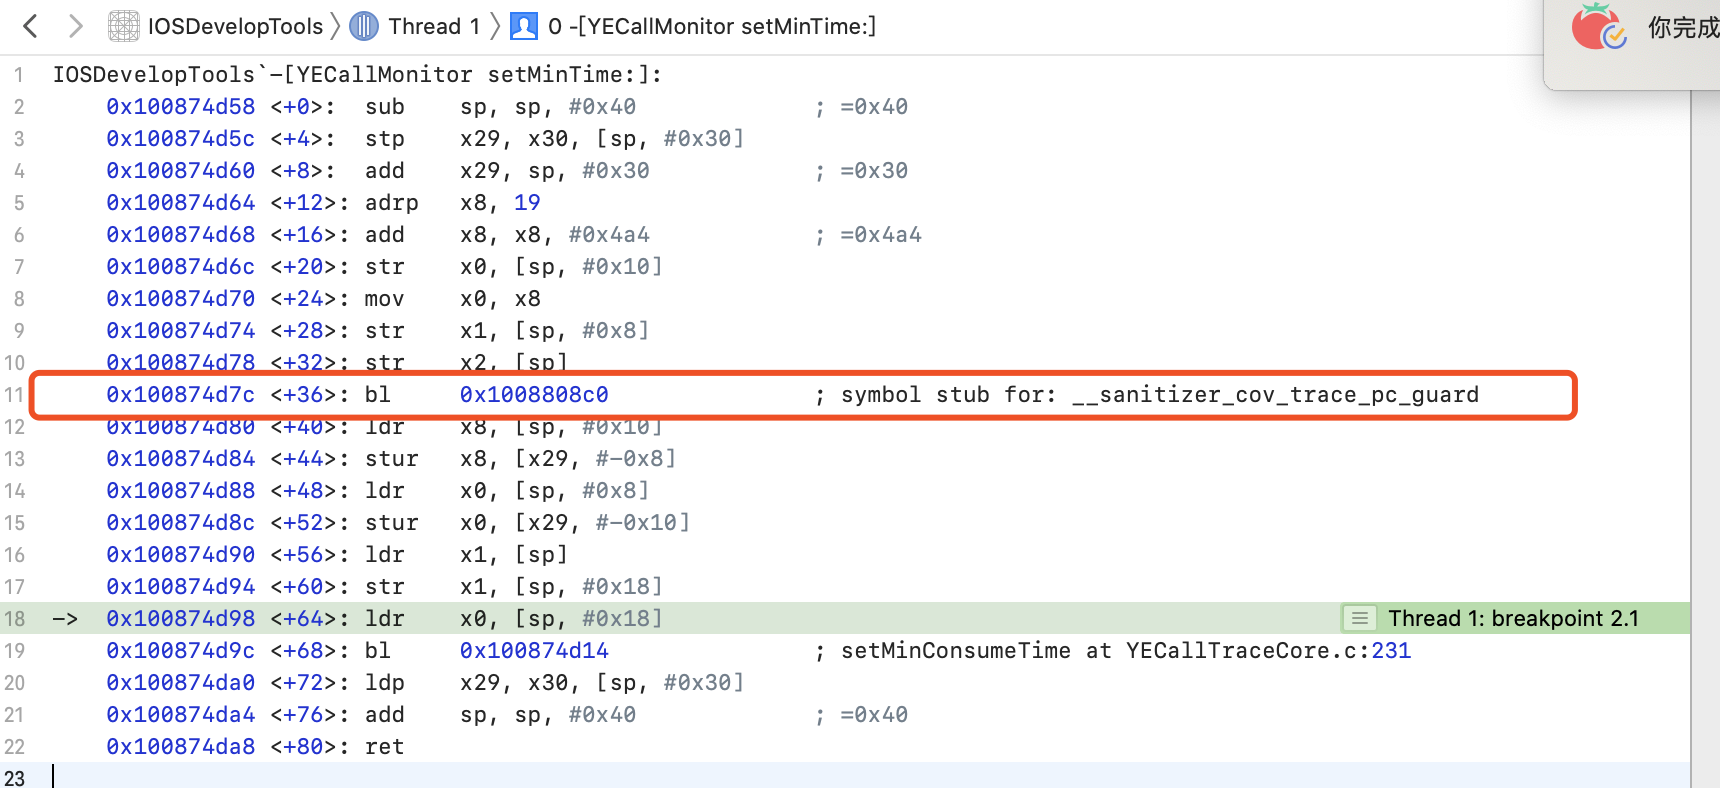 IOSDevelopTools Thread 1 0 -[YECallMonitor setMinTime:]
你完成
1 IOSDevelopTools`-[YECallMonitor setMinTime:]:
2 0x100874d58 <+0>: sub sp, sp, #0x40 ; =0x40
3 0x100874d5c <+4>: stp x29, x30, [sp, #0x30]
4 0x100874d60 <+8>: add x29, sp, #0x30 ; =0x30
5 0x100874d64 <+12>: adrp x8, 19
6 0x100874d68 <+16>: add x8, x8, #0x4a4 ; =0x4a4
7 0x100874d6c <+20>: str x0, [sp, #0x10]
8 0x100874d70 <+24>: mov x0, x8
9 0x100874d74 <+28>: str x1, [sp, #0x8]
10 0x100874d78 <+32>: str x2, [sp]
11 0x100874d7c <+36>: bl 0x1008808c0 ; symbol stub for: __sanitizer_cov_trace_pc_guard
12 0x100874d80 <+40>: ldr x8, [sp, #0x10]
13 0x100874d84 <+44>: stur x8, [x29, #-0x8]
14 0x100874d88 <+48>: ldr x0, [sp, #0x8]
15 0x100874d8c <+52>: stur x0, [x29, #-0x10]
16 0x100874d90 <+56>: ldr x1, [sp]
17 0x100874d94 <+60>: str x1, [sp, #0x18]
18 -> 0x100874d98 <+64>: ldr x0, [sp, #0x18] Thread 1: breakpoint 2.1
19 0x100874d9c <+68>: bl 0x100874d14 ; setMinConsumeTime at YECallTraceCore.c:231
20 0x100874da0 <+72>: ldp x29, x30, [sp, #0x30]
21 0x100874da4 <+76>: add sp, sp, #0x40 ; =0x40
22 0x100874da8 <+80>: ret
23